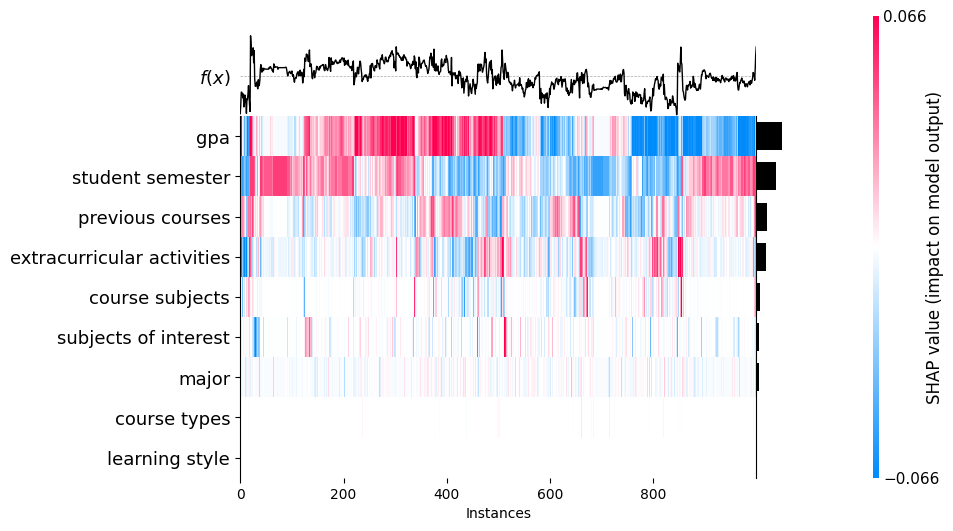 0.066
f(x)
gpa
student semester
previous courses
extracurricular activities
course subjects
subjects of interest
major
course types
learning style
SHAP value (impact on model output)
−0.066
0 200 400 600 800
Instances